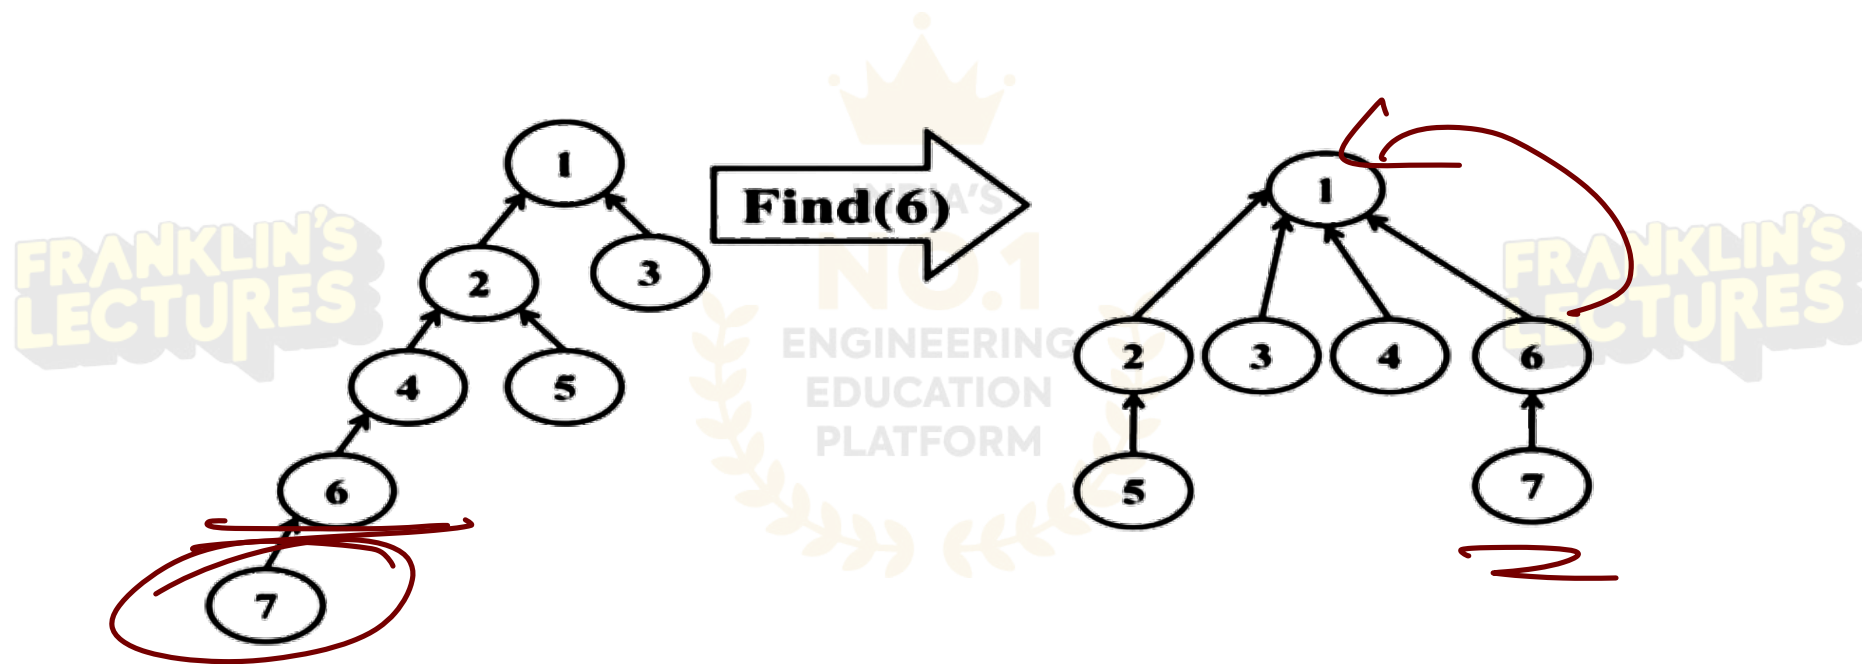 1
2
3
4
5
6
7
Find(6)
1
2
3
4
6
5
7
FRANKLIN'S
LECTURES
INDIA'S
NO.1
ENGINEERING
EDUCATION
PLATFORM
FRANKLIN'S
LECTURES